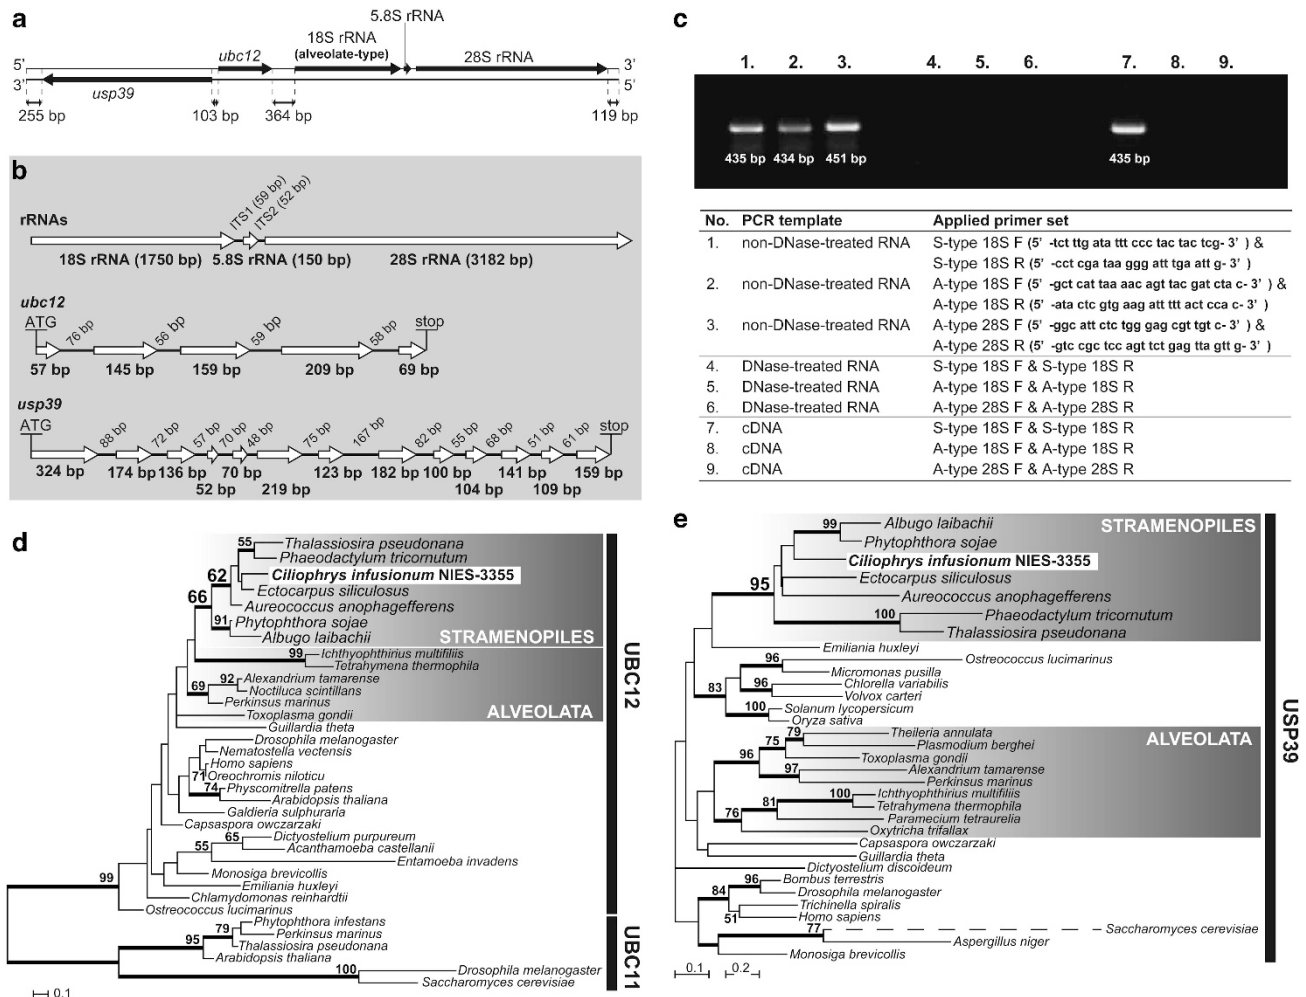 a
5.8S rRNA
18S rRNA
(alveolate-type)
ubc12
28S rRNA
5' 3'
3' 5'
usp39
255 bp 103 bp 364 bp 119 bp
b
rRNAs
ITS1 (59 bp)
ITS2 (52 bp)
18S rRNA (1750 bp) 5.8S rRNA (150 bp) 28S rRNA (3182 bp)
ubc12
ATG stop
76 bp 56 bp 59 bp 58 bp
57 bp 145 bp 159 bp 209 bp 69 bp
usp39
ATG stop
88 bp 72 bp 57 bp 70 bp 48 bp 75 bp 167 bp 82 bp 55 bp 68 bp 51 bp 61 bp
324 bp 174 bp 136 bp 70 bp 123 bp 182 bp 100 bp 141 bp 159 bp
52 bp 219 bp 104 bp 109 bp
c
1. 2. 3. 4. 5. 6. 7. 8. 9.
435 bp 434 bp 451 bp 435 bp
No. PCR template Applied primer set
1. non-DNase-treated RNA S-type 18S F (5' -tct ttg ata ttt ccc tac tac tcg- 3' ) &
S-type 18S R (5' -cct cga taa ggg att tga att g- 3' )
2. non-DNase-treated RNA A-type 18S F (5' -gct cat taa aac agt tac gat cta c- 3' ) &
A-type 18S R (5' -ata ctc gtg aag att ttt act cca c- 3' )
3. non-DNase-treated RNA A-type 28S F (5' -ggc att ctc tgg gag cgt tgt c- 3' ) &
A-type 28S R (5' -gtc cgc tcc agt tct gag tta gtt g- 3' )
4. DNase-treated RNA S-type 18S F & S-type 18S R
5. DNase-treated RNA A-type 18S F & A-type 18S R
6. DNase-treated RNA A-type 28S F & A-type 28S R
7. cDNA S-type 18S F & S-type 18S R
8. cDNA A-type 18S F & A-type 18S R
9. cDNA A-type 28S F & A-type 28S R
d
55 Thalassiosira pseudonana
Phaeodactylum tricornutum
62 Ciliophrys infusionum NIES-3355
Ectocarpus siliculosus
66 Aureococcus anophagefferens
91 Phytophthora sojae
Albugo laibachii
STRAMENOPILES
99 Ichthyophthirius multifiliis
Tetrahymena thermophila
92 Alexandrium tamarense
69 Noctiluca scintillans
Perkinsus marinus
Toxoplasma gondii
ALVEOLATA
Guillardia theta
Drosophila melanogaster
Nematostella vectensis
Homo sapiens
71 Oreochromis niloticu
74 Physcomitrella patens
Arabidopsis thaliana
Galdieria sulphuraria
Capsaspora owczarzaki
65 Dictyostelium purpureum
55 Acanthamoeba castellanii
Entamoeba invadens
Monosiga brevicollis
99 Emiliania huxleyi
Chlamydomonas reinhardtii
Ostreococcus lucimarinus
UBC12
Phytophthora infestans
79 Perkinsus marinus
95 Thalassiosira pseudonana
Arabidopsis thaliana
100 Drosophila melanogaster
Saccharomyces cerevisiae
UBC11
0.1
e
99 Albugo laibachii
STRAMENOPILES
Phytophthora sojae
Ciliophrys infusionum NIES-3355
95 Ectocarpus siliculosus
Aureococcus anophagefferens
100 Phaeodactylum tricornutum
Thalassiosira pseudonana
Emiliania huxleyi
96 Ostreococcus lucimarinus
Micromonas pusilla
83 96 Chlorella variabilis
Volvox carteri
100 Solanum lycopersicum
Oryza sativa
79 Theileria annulata
ALVEOLATA
75 Plasmodium berghei
96 Toxoplasma gondii
97 Alexandrium tamarense
Perkinsus marinus
100 Ichthyophthirius multifiliis
81 Tetrahymena thermophila
76 Paramecium tetraurelia
Oxytricha trifallax
Capsaspora owczarzaki
Guillardia theta
Dictyostelium discoideum
96 Bombus terrestris
84 Drosophila melanogaster
Trichinella spiralis
51 Homo sapiens
77 Saccharomyces cerevisiae
Aspergillus niger
Monosiga brevicollis
USP39
0.1 0.2